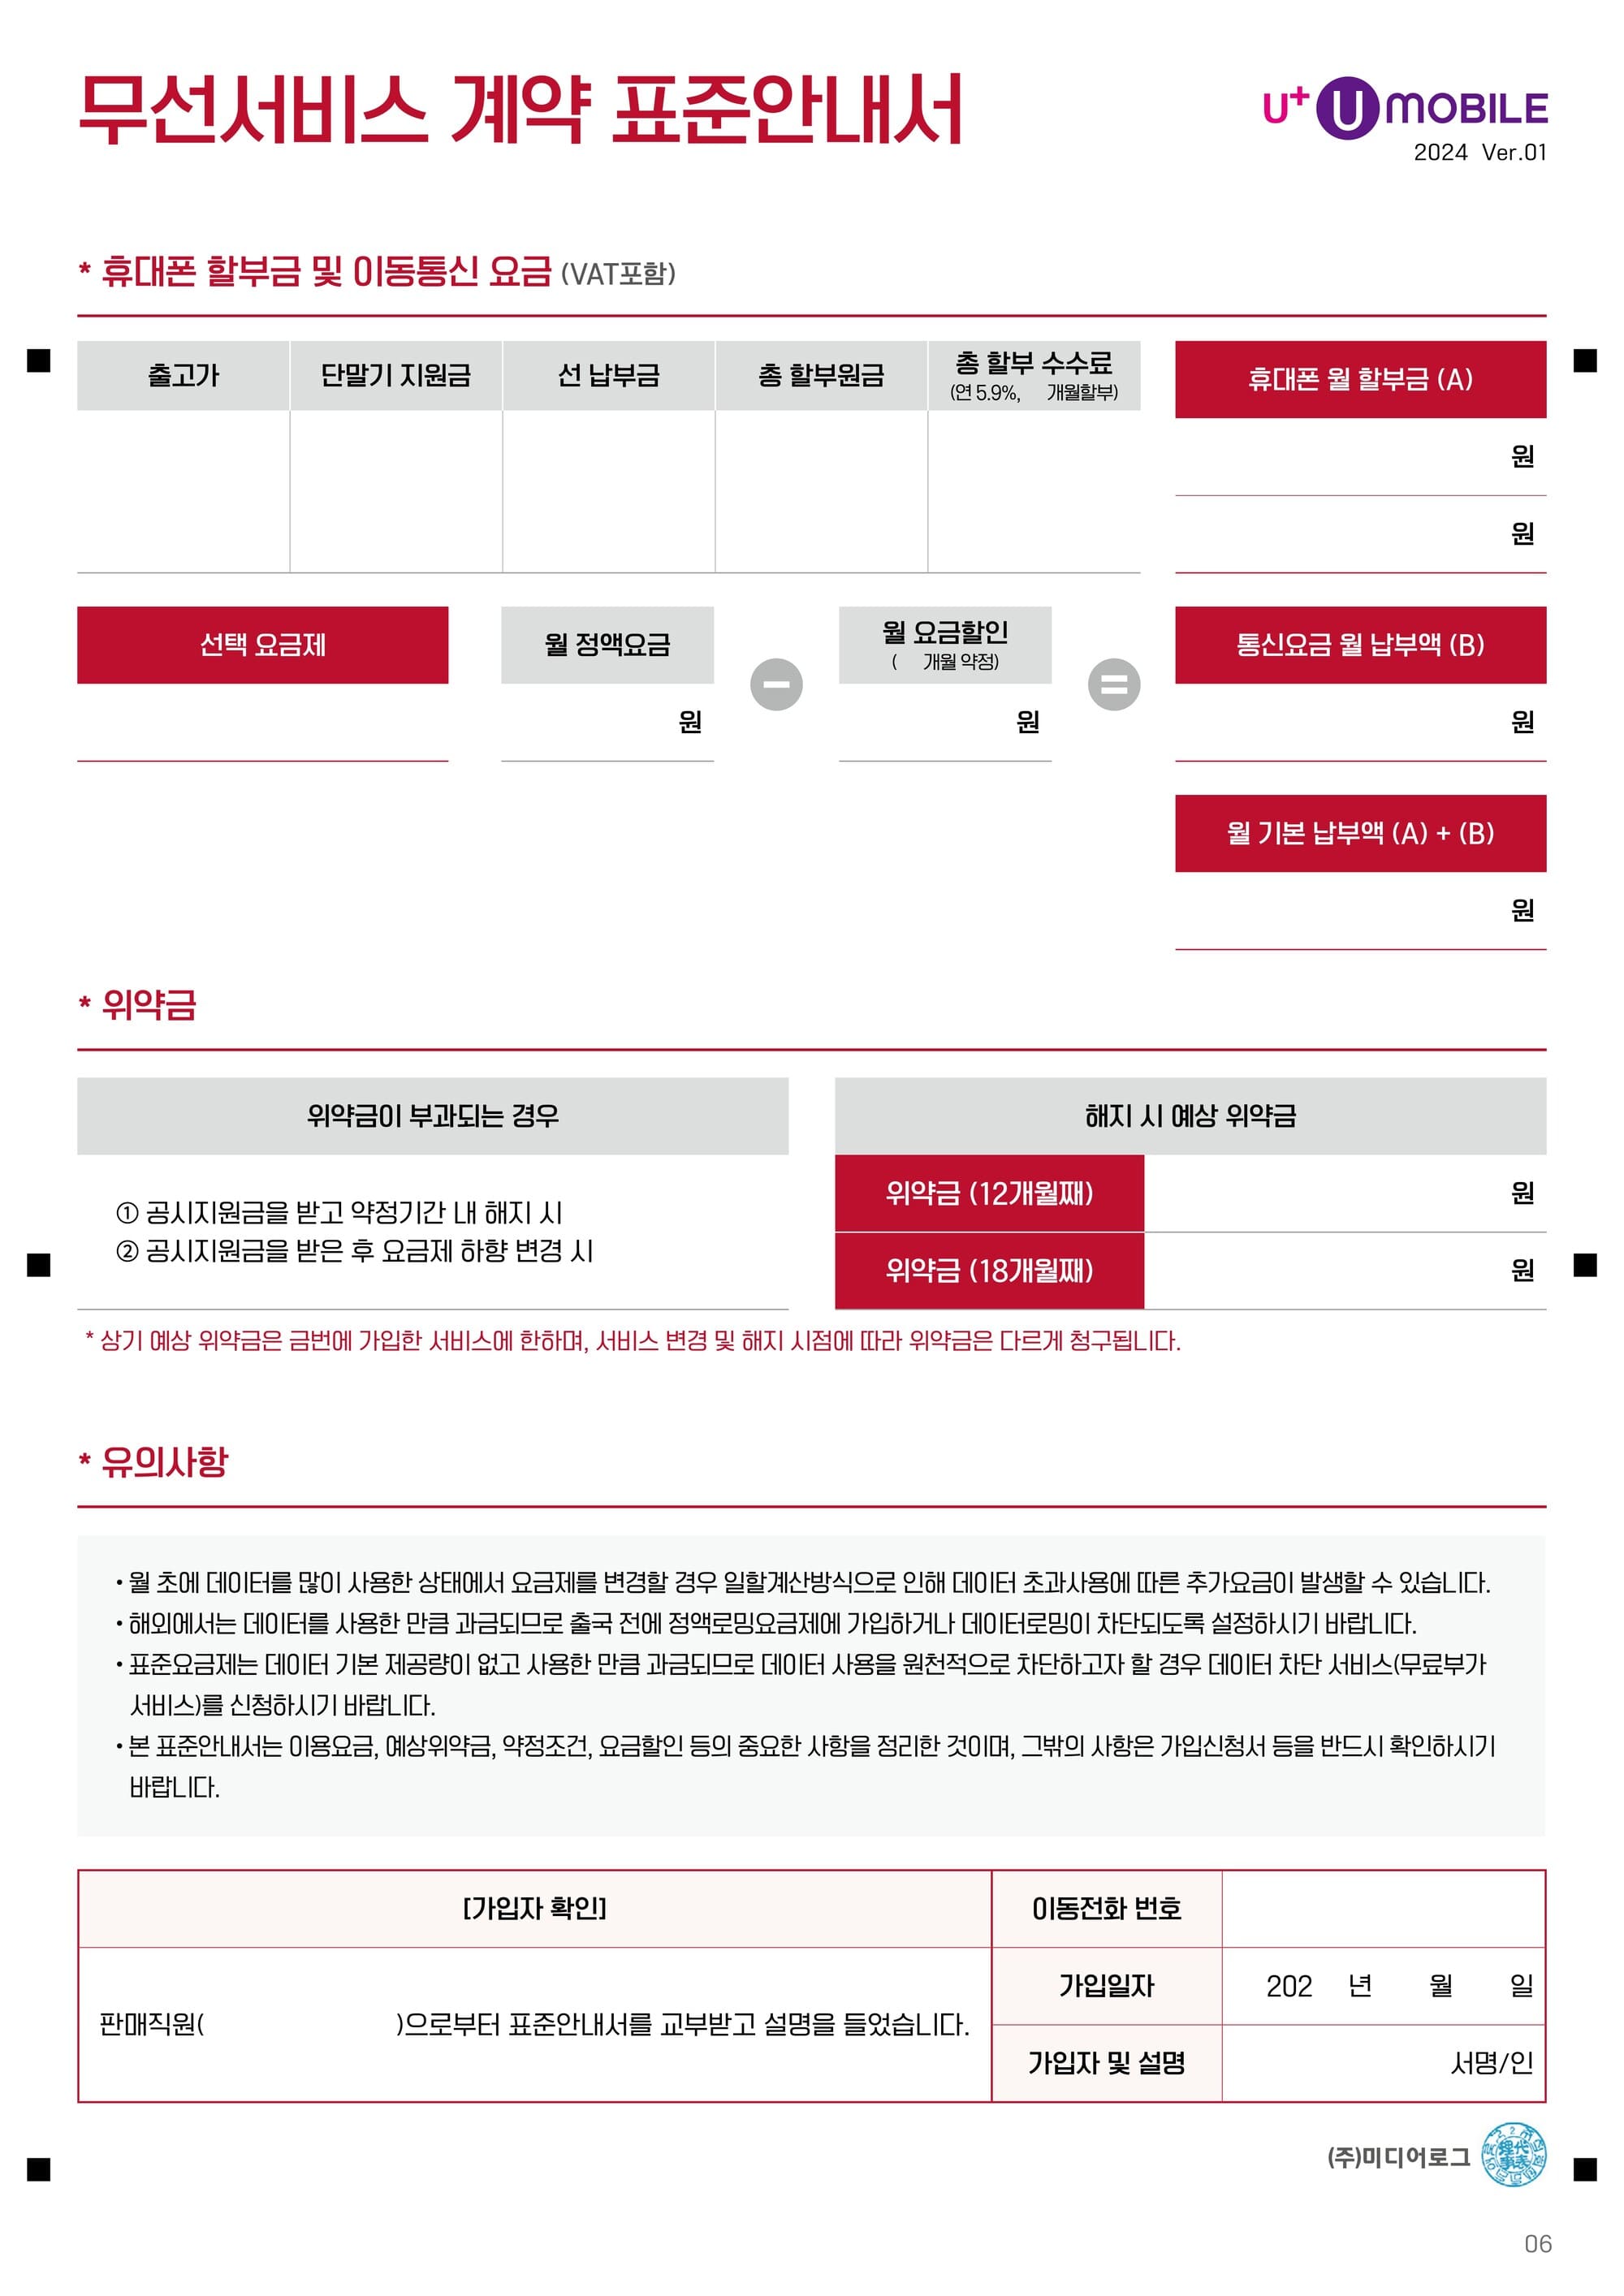 무선서비스 계약 표준안내서
U+ U MOBILE
2024 Ver.01
* 휴대폰 할부금 및 이동통신 요금 (VAT포함)
출고가 단말기 지원금 선 납부금 총 할부원금 총 할부 수수료 휴대폰 월 할부금 (A)
(연 5.9%, 개월할부)
원
원
선택 요금제 월 정액요금 월 요금할인 통신요금 월 납부액 (B)
( 개월 약정)
원 － 원 = 원
월 기본 납부액 (A) + (B)
원
* 위약금
위약금이 부과되는 경우 해지 시 예상 위약금
① 공시지원금을 받고 약정기간 내 해지 시
② 공시지원금을 받은 후 요금제 하향 변경 시
위약금 (12개월째) 원
위약금 (18개월째) 원
* 상기 예상 위약금은 금번에 가입한 서비스에 한하며, 서비스 변경 및 해지 시점에 따라 위약금은 다르게 청구됩니다.
* 유의사항
• 월 초에 데이터를 많이 사용한 상태에서 요금제를 변경할 경우 일할계산방식으로 인해 데이터 초과사용에 따른 추가요금이 발생할 수 있습니다.
• 해외에서는 데이터를 사용한 만큼 과금되므로 출국 전에 정액로밍요금제에 가입하거나 데이터로밍이 차단되도록 설정하시기 바랍니다.
• 표준요금제는 데이터 기본 제공량이 없고 사용한 만큼 과금되므로 데이터 사용을 원천적으로 차단하고자 할 경우 데이터 차단 서비스(무료부가
서비스)를 신청하시기 바랍니다.
• 본 표준안내서는 이용요금, 예상위약금, 약정조건, 요금할인 등의 중요한 사항을 정리한 것이며, 그밖의 사항은 가입신청서 등을 반드시 확인하시기
바랍니다.
[가입자 확인] 이동전화 번호
판매직원( )으로부터 표준안내서를 교부받고 설명을 들었습니다.
가입일자 202 년 월 일
가입자 및 설명 서명/인
(주)미디어로그
06